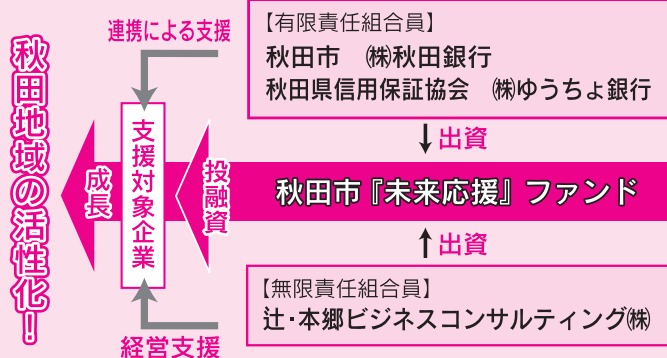 連携による支援
【有限責任組合員】
秋田市 ㈱秋田銀行
秋田県信用保証協会 ㈱ゆうちょ銀行
出資
秋田市『未来応援』ファンド
投融資
支援対象企業
成長
秋田地域の活性化!
出資
【無限責任組合員】
辻・本郷ビジネスコンサルティング㈱
経営支援